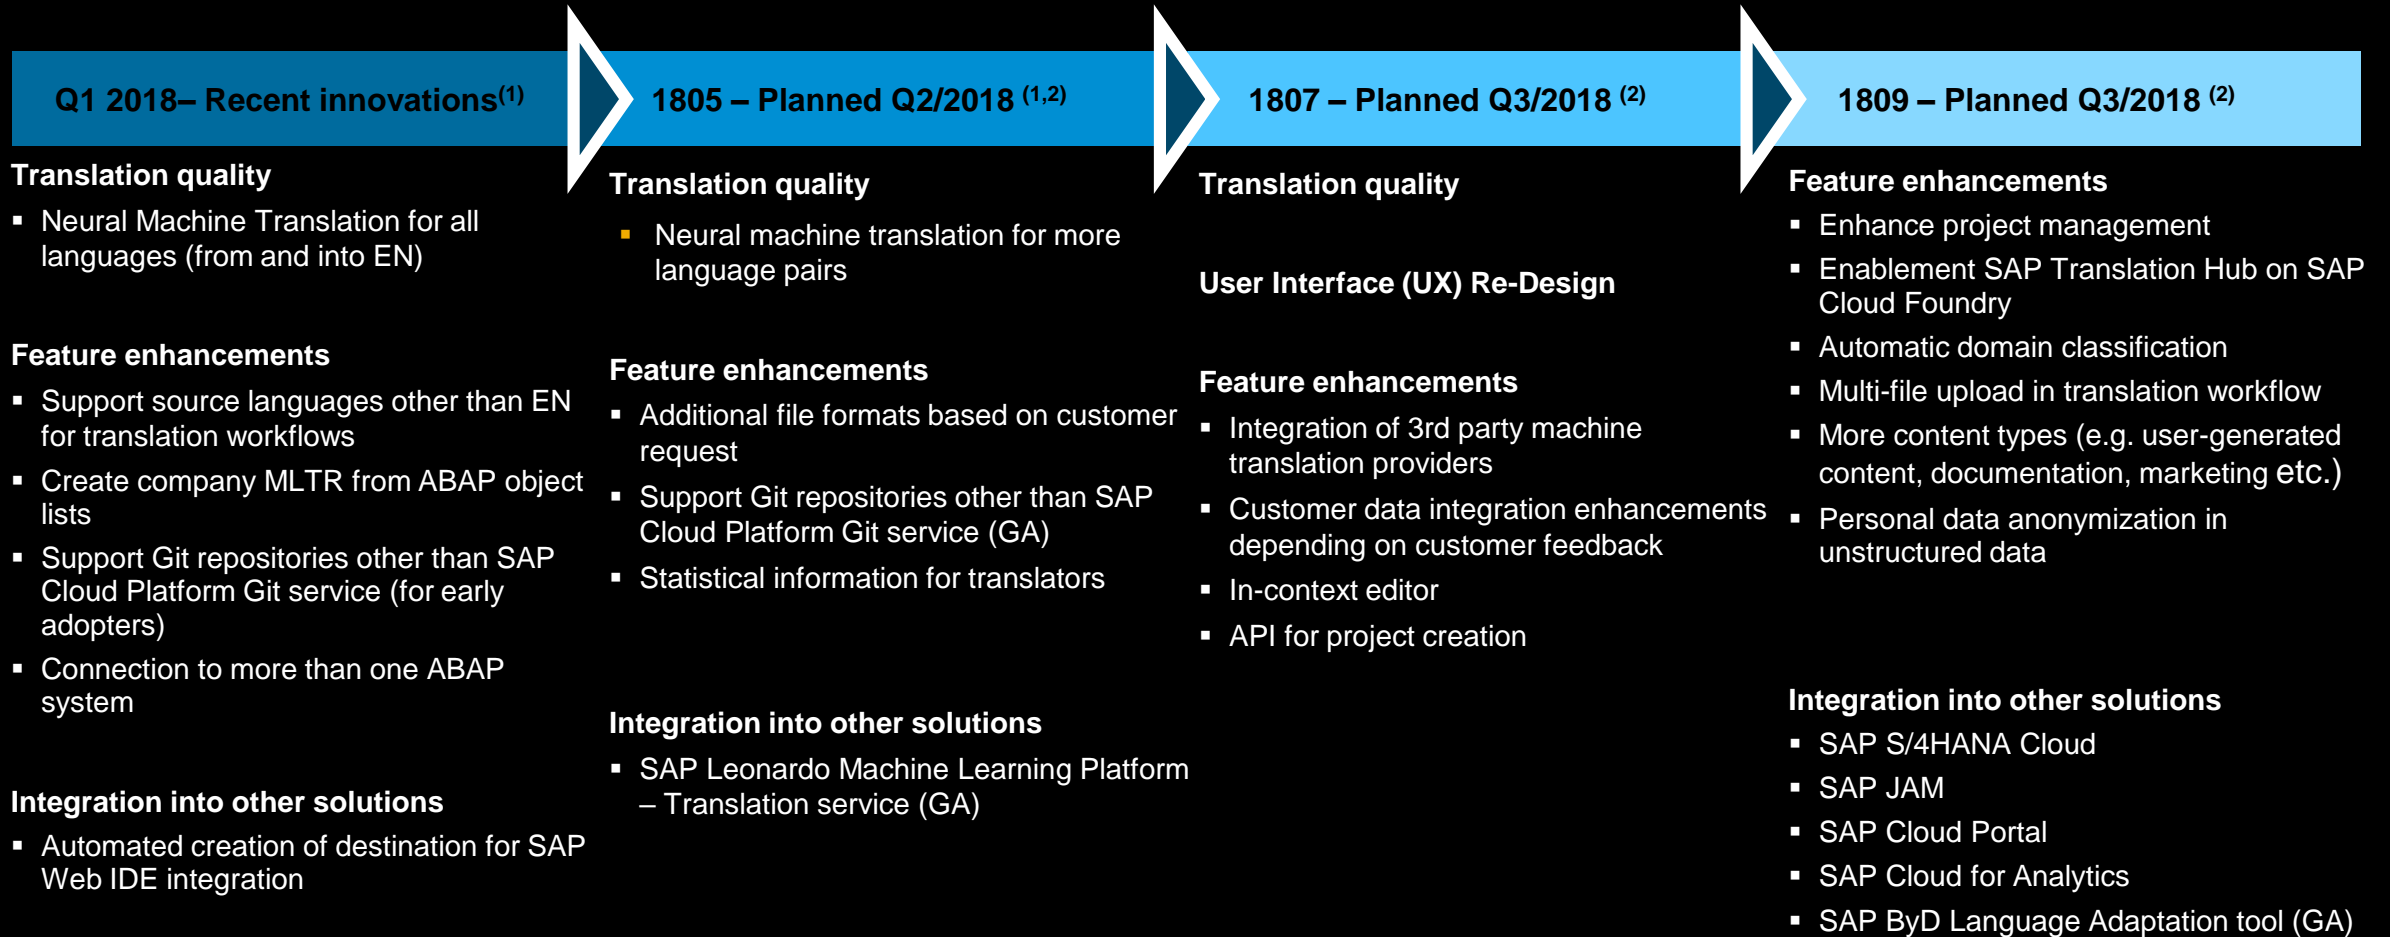 Q1 2018– Recent innovations(1)
1805 – Planned Q2/2018 (1,2)
1807 – Planned Q3/2018 (2)
1809 – Planned Q3/2018 (2)
Translation quality
▪ Neural Machine Translation for all
languages (from and into EN)
Feature enhancements
▪ Support source languages other than EN
for translation workflows
▪ Create company MLTR from ABAP object
lists
▪ Support Git repositories other than SAP
Cloud Platform Git service (for early
adopters)
▪ Connection to more than one ABAP
system
Integration into other solutions
▪ Automated creation of destination for SAP
Web IDE integration
Translation quality
▪ Neural machine translation for more
language pairs
Feature enhancements
▪ Additional file formats based on customer
request
▪ Support Git repositories other than SAP
Cloud Platform Git service (GA)
▪ Statistical information for translators
Integration into other solutions
▪ SAP Leonardo Machine Learning Platform
– Translation service (GA)
Translation quality
User Interface (UX) Re-Design
Feature enhancements
▪ Integration of 3rd party machine
translation providers
▪ Customer data integration enhancements
depending on customer feedback
▪ In-context editor
▪ API for project creation
Feature enhancements
▪ Enhance project management
▪ Enablement SAP Translation Hub on SAP
Cloud Foundry
▪ Automatic domain classification
▪ Multi-file upload in translation workflow
▪ More content types (e.g. user-generated
content, documentation, marketing etc.)
▪ Personal data anonymization in
unstructured data
Integration into other solutions
▪ SAP S/4HANA Cloud
▪ SAP JAM
▪ SAP Cloud Portal
▪ SAP Cloud for Analytics
▪ SAP ByD Language Adaptation tool (GA)